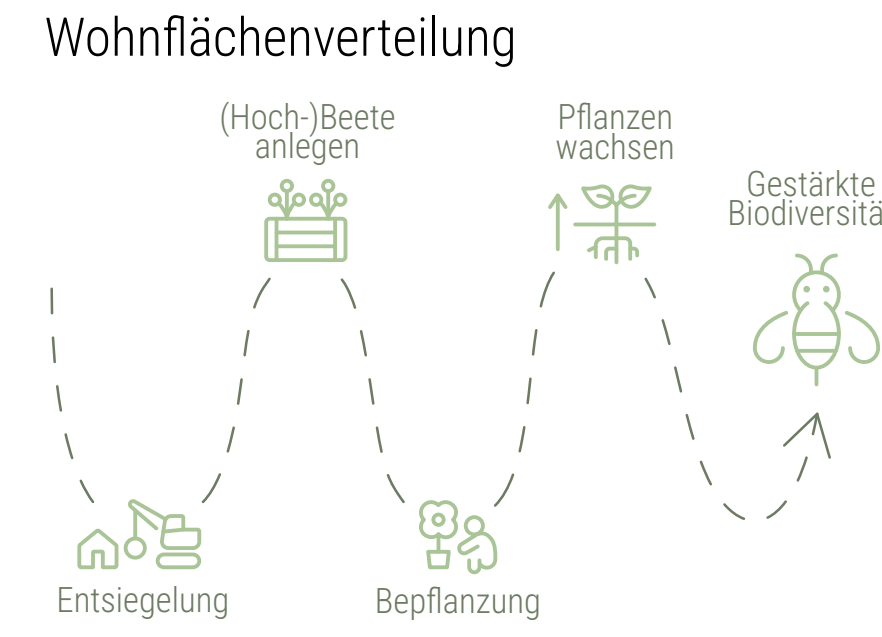 Wohnflächenverteilung
(Hoch-)Beete
anlegen
Pflanzen
wachsen
Gestärkte
Biodiversitä
Entsiegelung
Bepflanzung